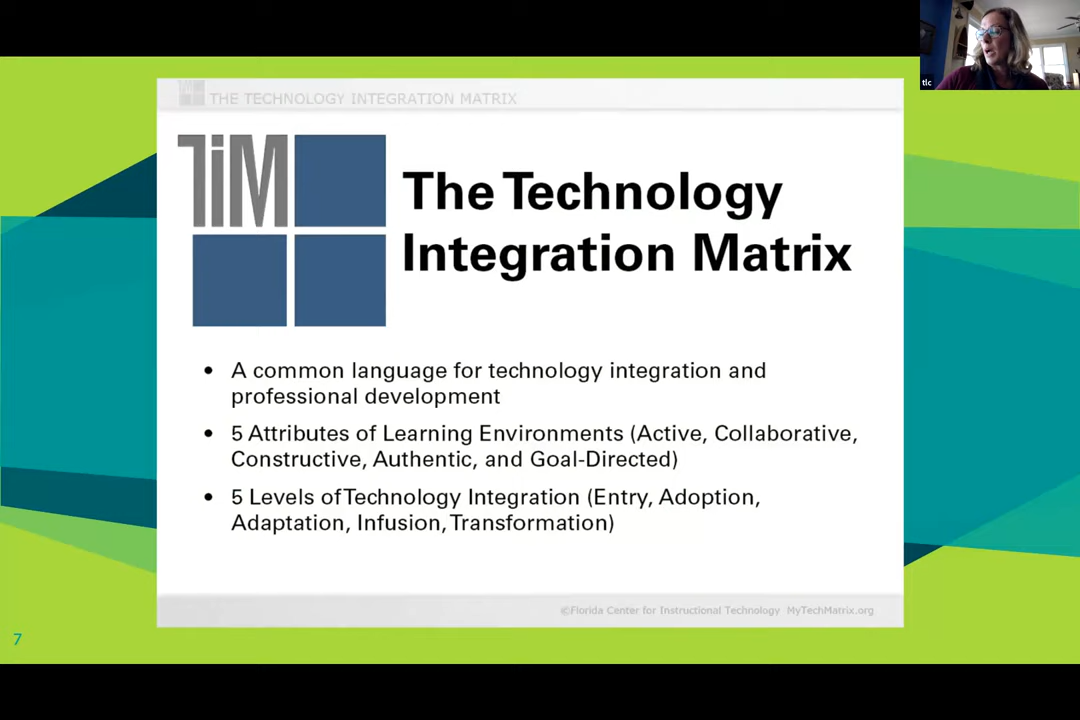 tlc
TiM THE TECHNOLOGY INTEGRATION MATRIX
TiM
The Technology
Integration Matrix
• A common language for technology integration and
professional development
• 5 Attributes of Learning Environments (Active, Collaborative,
Constructive, Authentic, and Goal-Directed)
• 5 Levels of Technology Integration (Entry, Adoption,
Adaptation, Infusion, Transformation)
©Florida Center for Instructional Technology MyTechMatrix.org
7